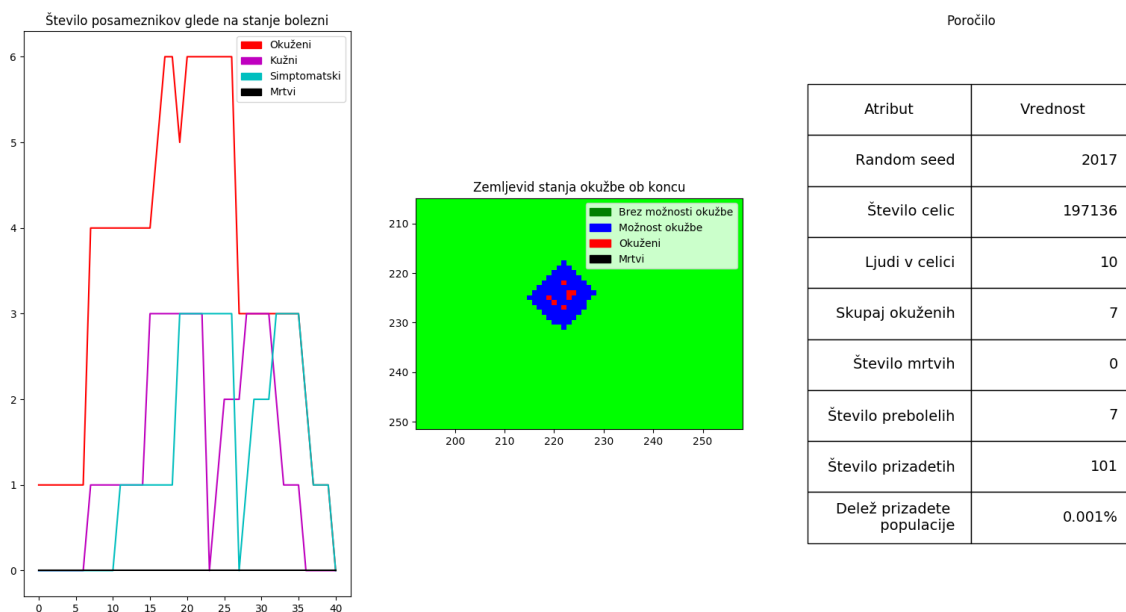 Število posameznikov glede na stanje bolezni
6
5
4
3
2
1
0
0 5 10 15 20 25 30 35 40
Okuženi
Kužni
Simptomatski
Mrtvi
Zemljevid stanja okužbe ob koncu
210
220
230
240
250
200 210 220 230 240 250
Brez možnosti okužbe
Možnost okužbe
Okuženi
Mrtvi
Poročilo
Atribut Vrednost
Random seed 2017
Število celic 197136
Ljudi v celici 10
Skupaj okuženih 7
Število mrtvih 0
Število prebolelih 7
Število prizadetih 101
Delež prizadete
populacije 0.001%